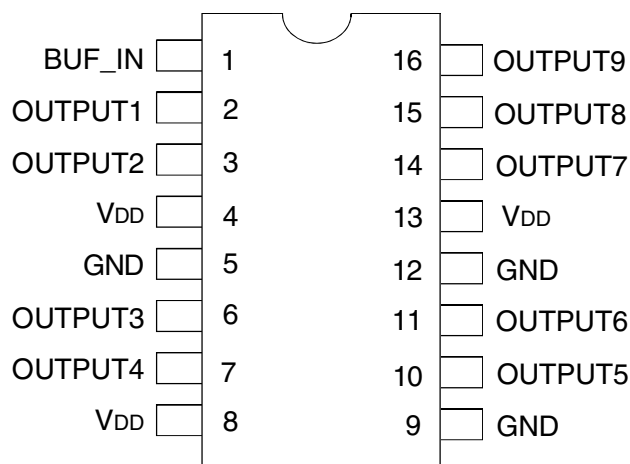 BUF_IN 1 16 OUTPUT9
OUTPUT1 2 15 OUTPUT8
OUTPUT2 3 14 OUTPUT7
VDD 4 13 VDD
GND 5 12 GND
OUTPUT3 6 11 OUTPUT6
OUTPUT4 7 10 OUTPUT5
VDD 8 9 GND